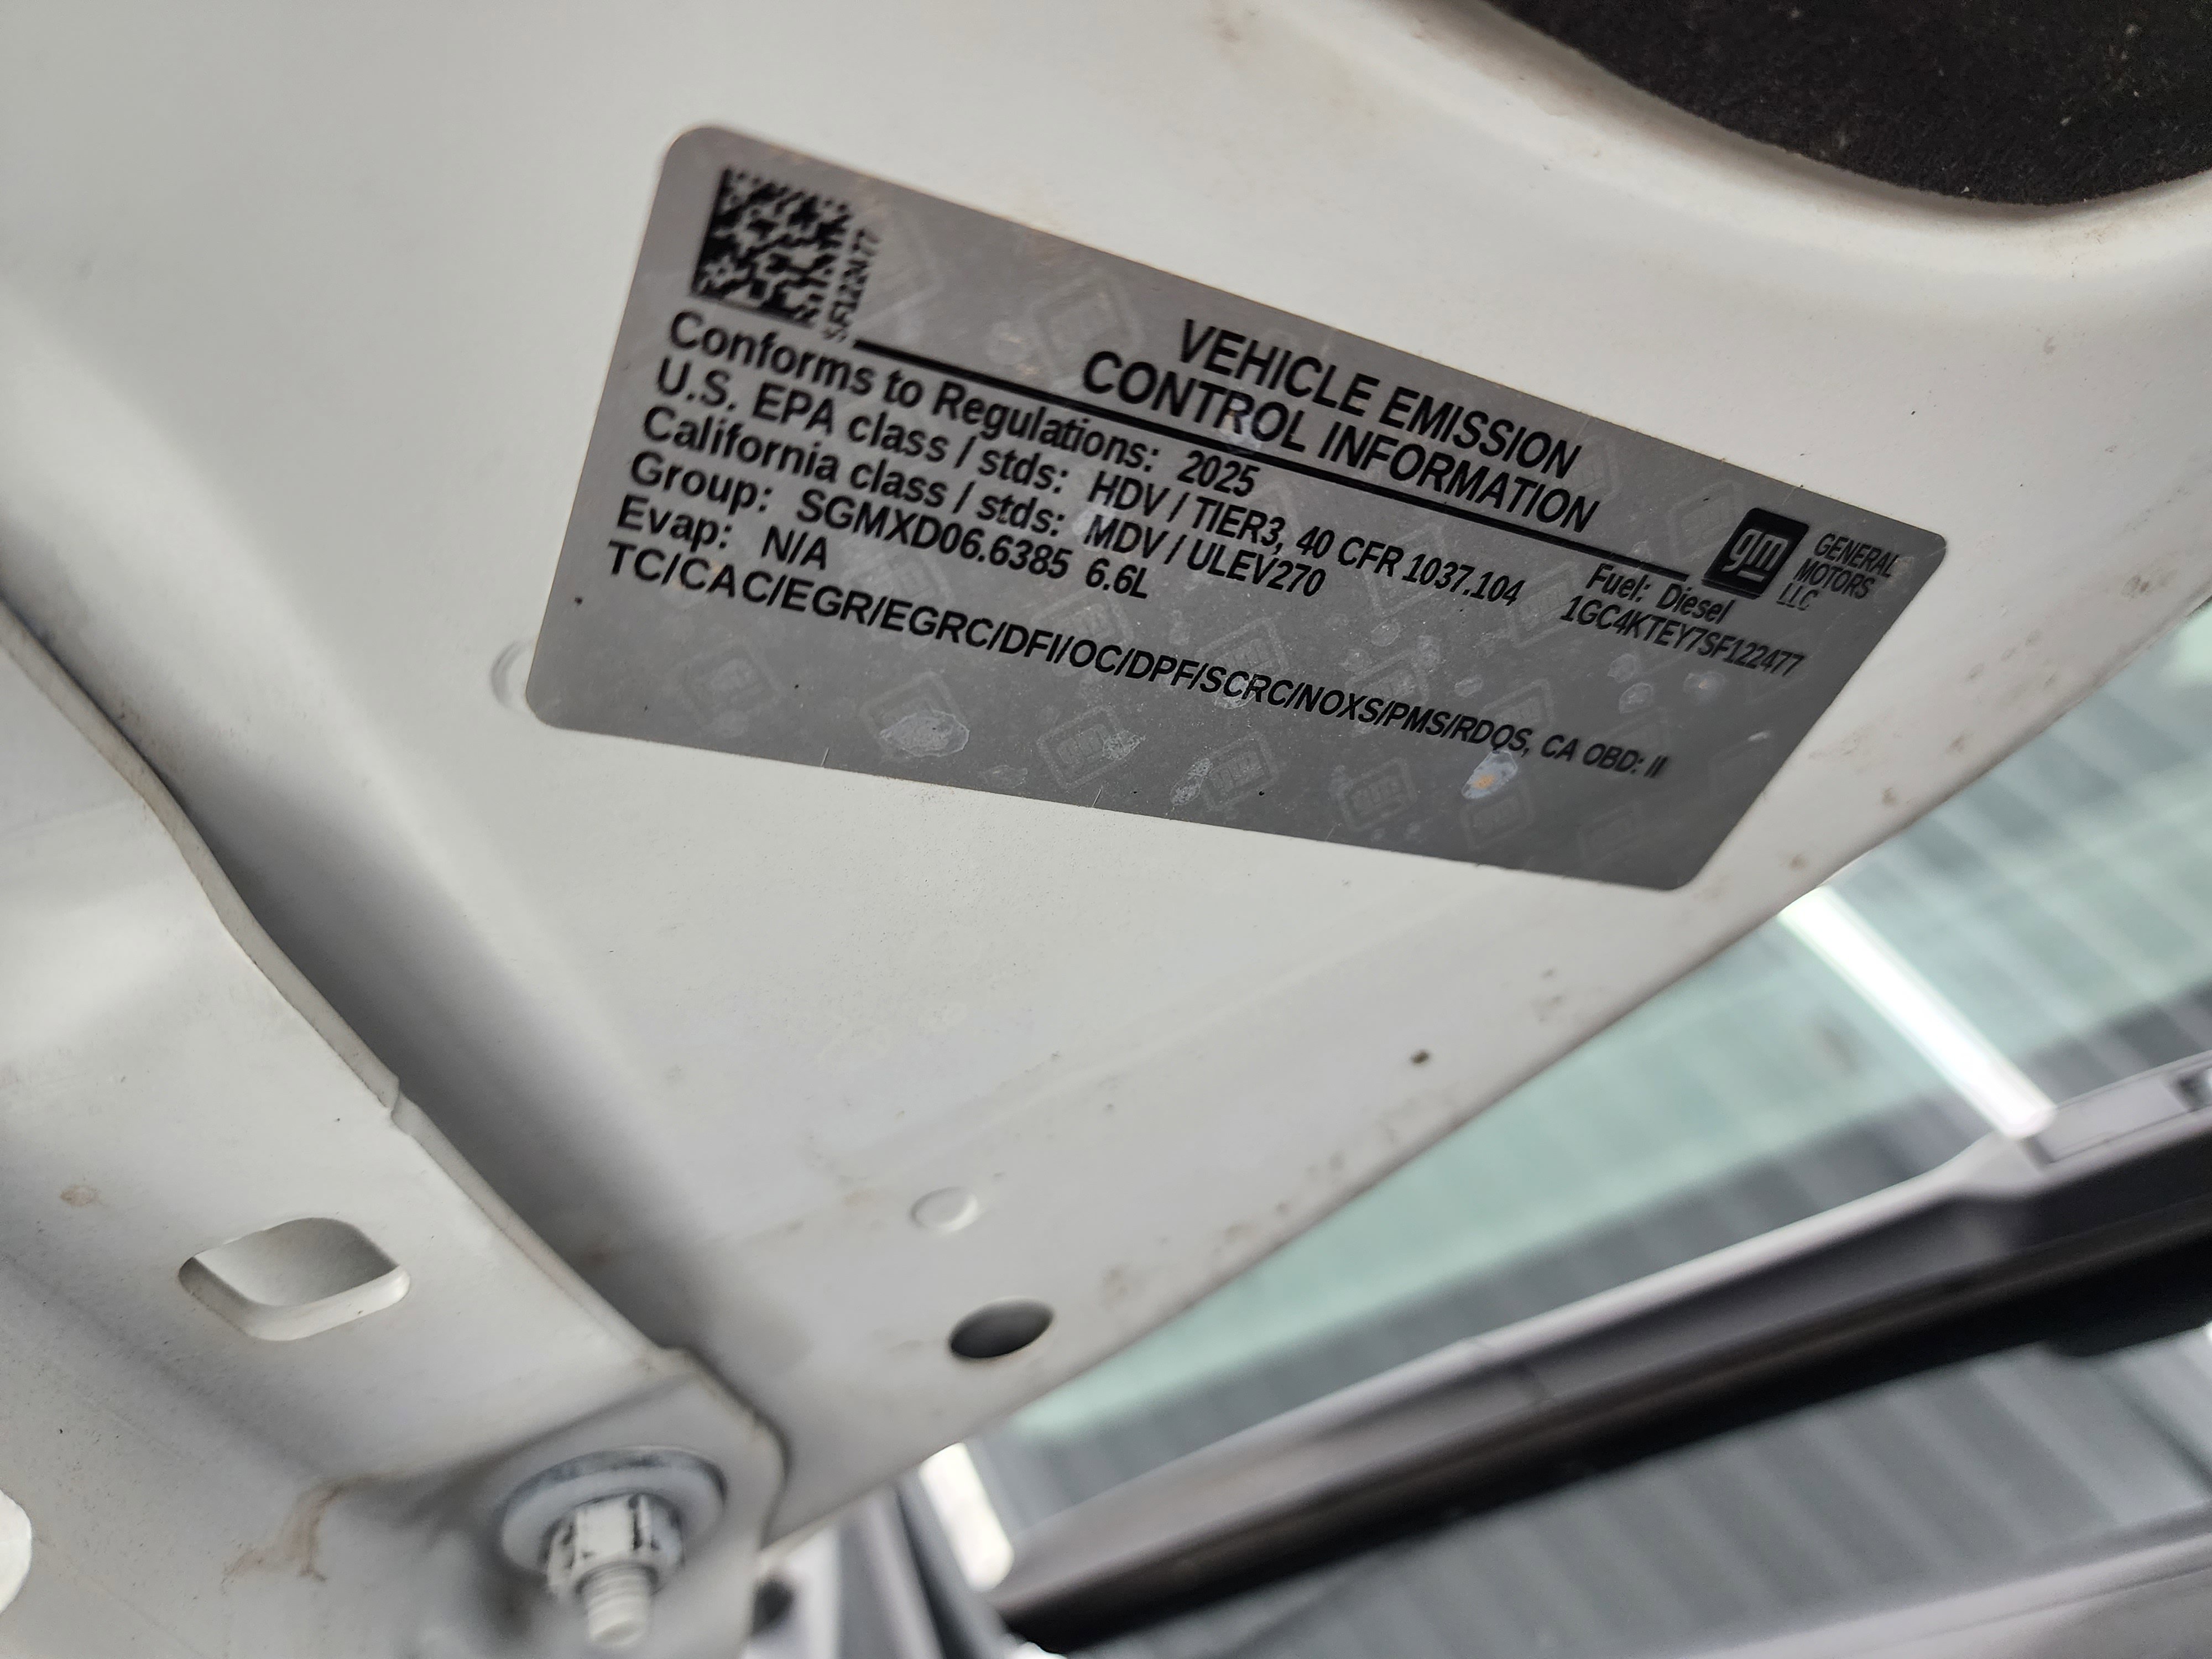 SF122477
VEHICLE EMISSION
CONTROL INFORMATION
gm
GENERAL
MOTORS
LLC
Conforms to Regulations: 2025
Fuel: Diesel
U.S. EPA class / stds: HDV / TIER3, 40 CFR 1037.104
1GC4KTEY7SF122477
California class / stds: MDV / ULEV270
Group: SGMXD06.6385 6.6L
Evap: N/A
TC/CAC/EGR/EGRC/DFI/OC/DPF/SCRC/NOXS/PMS/RDQS, CA OBD: II